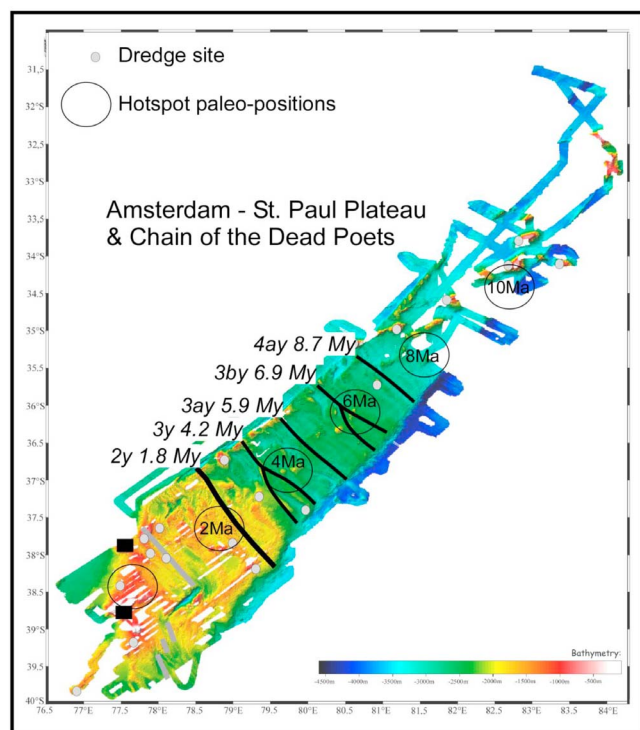 Dredge site
Hotspot paleo-positions
Amsterdam - St. Paul Plateau
& Chain of the Dead Poets
10Ma
8Ma
4ay 8.7 My
3by 6.9 My
6Ma
3ay 5.9 My
3y 4.2 My
4Ma
2y 1.8 My
2Ma
31,5
32°S
32.5
33°S
33,5
34°S
34.5
35°S
35.5
36°S
36.5
37°S
37.5
38°S
38.5
39°S
39,5
40°S
Bathymetry:
-4500m -4000m -3500m -3000m -2500m -2000m -1500m -1000m -500m
76.5 77°E 77.5 78°E 78.5 79°E 79.5 80°E 80.5 81°E 81.5 82°E 82.5 83°E 83.5 84°E